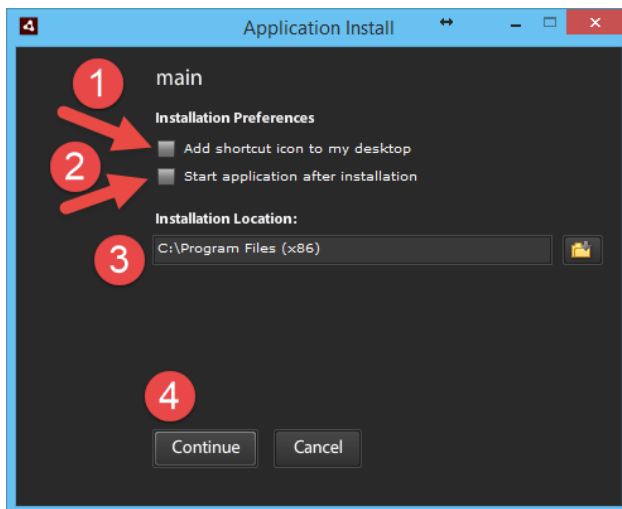 Application Install
1
main
Installation Preferences
Add shortcut icon to my desktop
2
Start application after installation
Installation Location:
3
C:\Program Files (x86)
4
Continue Cancel